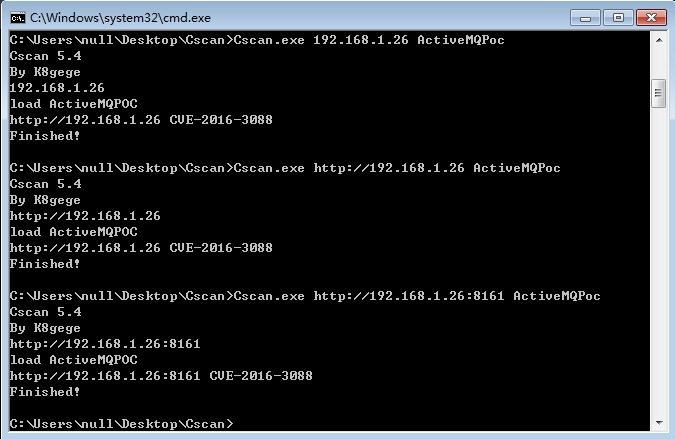 C:\Windows\system32\cmd.exe
C:\Users\null\Desktop\Cscan>Cscan.exe 192.168.1.26 ActiveMQPoc
Cscan 5.4
By K8gege
192.168.1.26
load ActiveMQPOC
http://192.168.1.26 CVE-2016-3088
Finished!
C:\Users\null\Desktop\Cscan>Cscan.exe http://192.168.1.26 ActiveMQPoc
Cscan 5.4
By K8gege
http://192.168.1.26
load ActiveMQPOC
http://192.168.1.26 CVE-2016-3088
Finished!
C:\Users\null\Desktop\Cscan>Cscan.exe http://192.168.1.26:8161 ActiveMQPoc
Cscan 5.4
By K8gege
http://192.168.1.26:8161
load ActiveMQPOC
http://192.168.1.26:8161 CVE-2016-3088
Finished!
C:\Users\null\Desktop\Cscan>